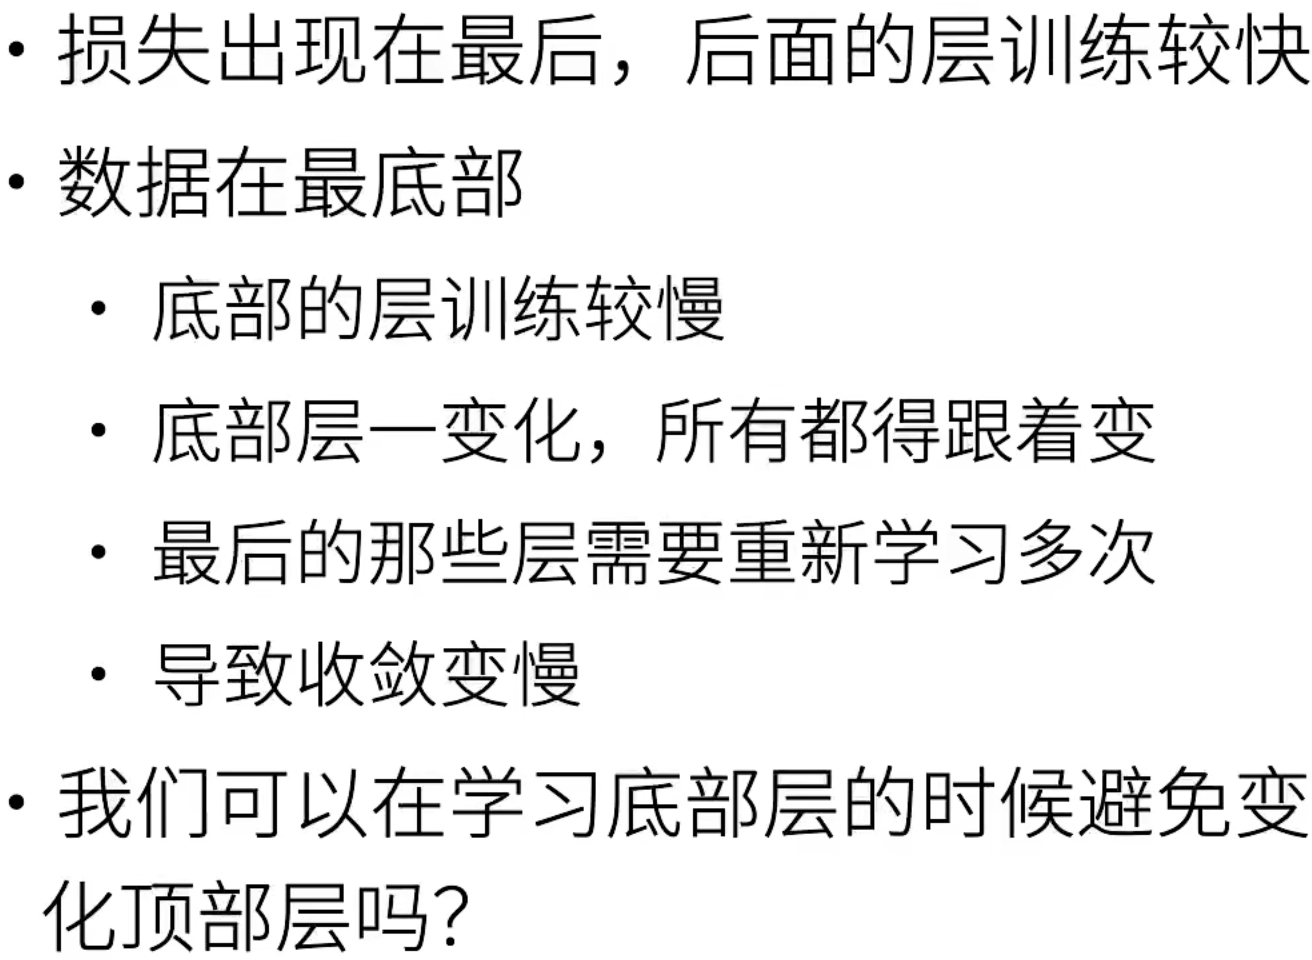 • 损失出现在最后，后面的层训练较快
• 数据在最底部
• 底部的层训练较慢
• 底部层一变化，所有都得跟着变
• 最后的那些层需要重新学习多次
• 导致收敛变慢
• 我们可以在学习底部层的时候避免变
化顶部层吗？